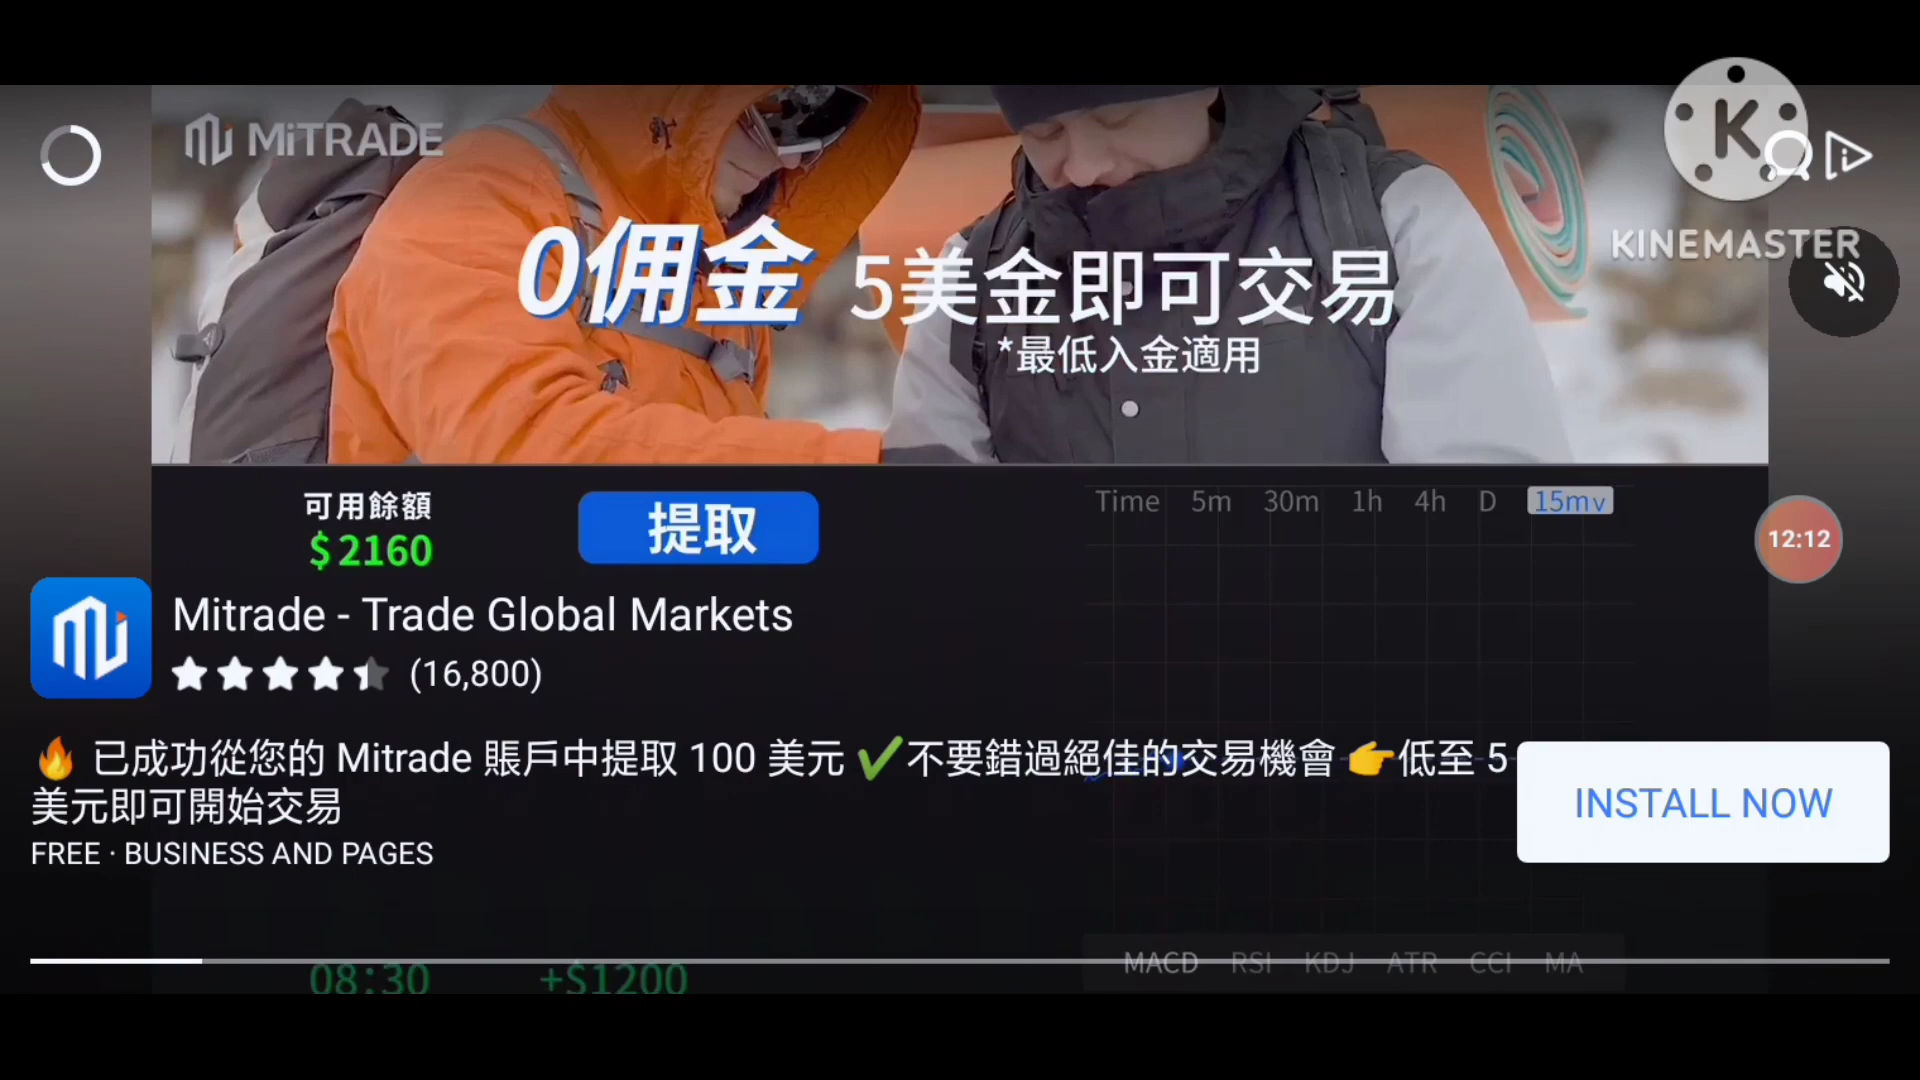 MiTRADE
K
KINEMASTER
0佣金 5美金即可交易
*最低入金適用
可用餘額
$2160
提取
Time 5m 30m 1h 4h D 15m
12:12
Mitrade - Trade Global Markets
(16,800)
🔥 已成功從您的 Mitrade 賬戶中提取 100 美元 ✔不要錯過絕佳的交易機會 👉低至 5
美元即可開始交易
FREE · BUSINESS AND PAGES
INSTALL NOW
MACD RSI KDJ ATR CCI MA
08:30 +$1200